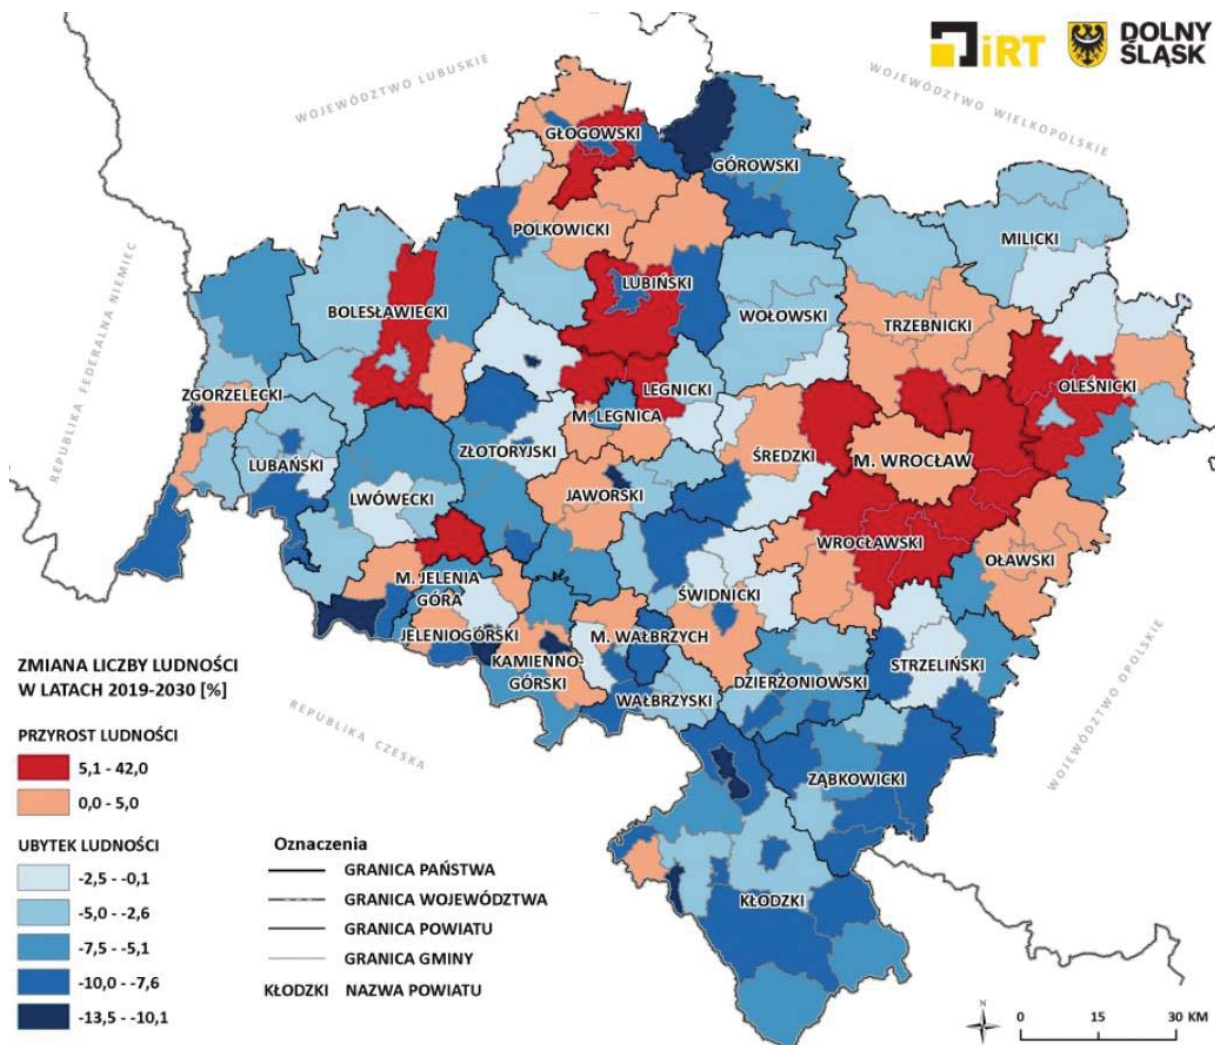 iRT
DOLNY
ŚLĄSK
WOJEWÓDZTWO LUBUSKIE
WOJEWÓDZTWO WIELKOPOLSKIE
GŁOGOWSKI
GÓROWSKI
POLKOWICKI
MILICKI
REPUBLIKA FEDERALNA NIEMIEC
LUBIŃSKI
BOLESŁAWIECKI
WOŁOWSKI
TRZEBNICKI
ZGORZELECKI
LEGNICKI
OLEŚNICKI
M. LEGNICA
ZŁOTORYJSKI
ŚREDZKI
M. WROCŁAW
LUBAŃSKI
LWÓWECKI
JAWORSKI
WROCŁAWSKI
OŁAWSKI
M. JELENIA
GÓRA
ŚWIDNICKI
JELENIOGÓRSKI
M. WAŁBRZYCH
KAMIENNO-
GÓRSKI
STRZELIŃSKI
DZIERŻONIOWSKI
WAŁBRZYSKI
WOJEWÓDZTWO OPOLSKIE
REPUBLIKA CZESKA
ZĄBKOWICKI
KŁODZKI
ZMIANA LICZBY LUDNOŚCI
W LATACH 2019-2030 [%]
PRZYROST LUDNOŚCI
5,1 - 42,0
0,0 - 5,0
UBYTEK LUDNOŚCI
-2,5 - -0,1
-5,0 - -2,6
-7,5 - -5,1
-10,0 - -7,6
-13,5 - -10,1
Oznaczenia
GRANICA PAŃSTWA
GRANICA WOJEWÓDZTWA
GRANICA POWIATU
GRANICA GMINY
KŁODZKI NAZWA POWIATU
N
0 15 30 KM